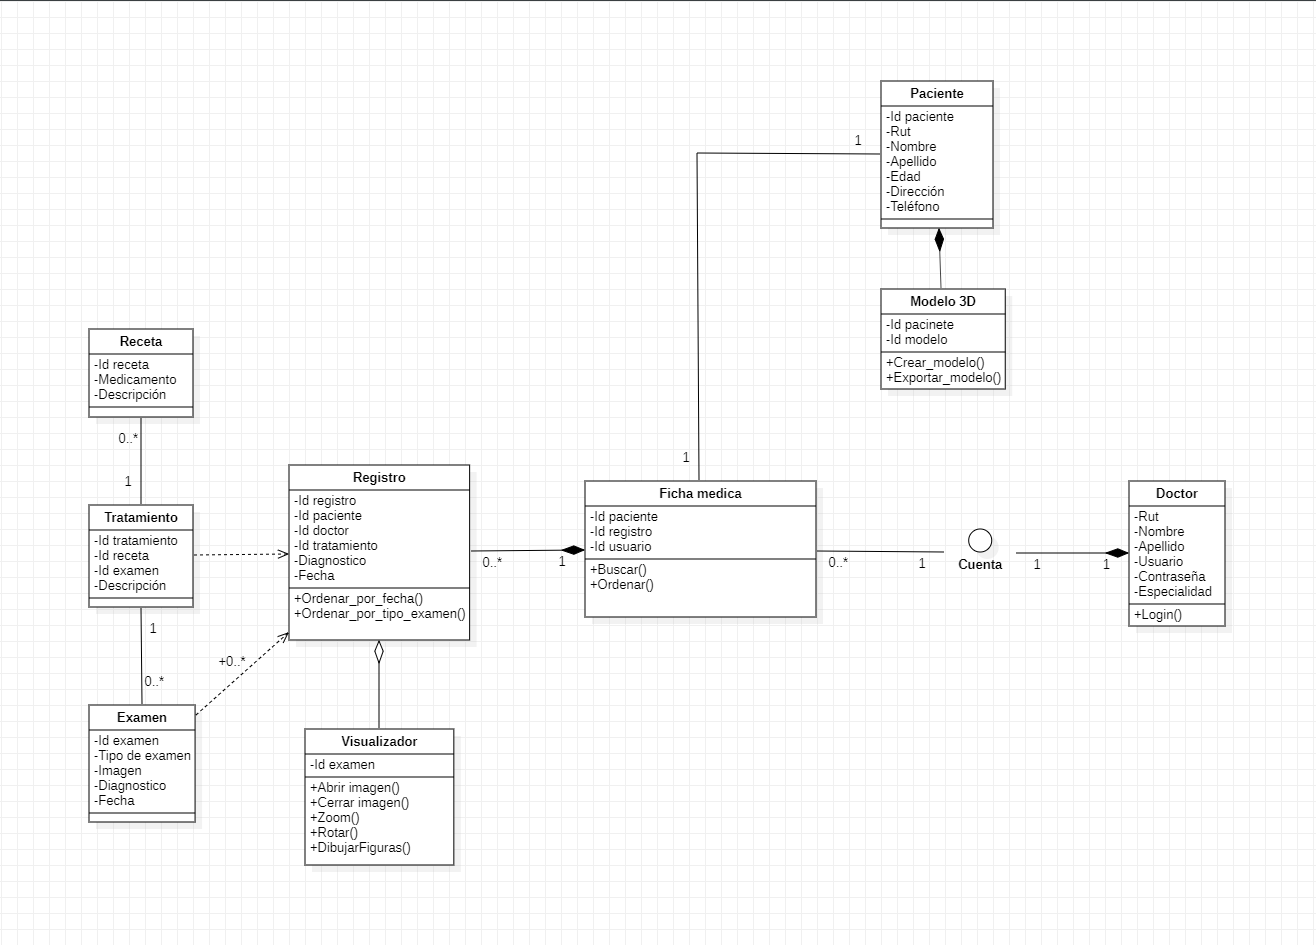 Paciente
-Id paciente
-Rut
-Nombre
-Apellido
-Edad
-Dirección
-Teléfono
1
1
Modelo 3D
-Id pacinete
-Id modelo
+Crear_modelo()
+Exportar_modelo()
Receta
-Id receta
-Medicamento
-Descripción
0..*
1
Tratamiento
-Id tratamiento
-Id receta
-Id examen
-Descripción
1
0..*
Examen
-Id examen
-Tipo de examen
-Imagen
-Diagnostico
-Fecha
+0..*
Registro
-Id registro
-Id paciente
-Id doctor
-Id tratamiento
-Diagnostico
-Fecha
+Ordenar_por_fecha()
+Ordenar_por_tipo_examen()
Visualizador
-Id examen
+Abrir imagen()
+Cerrar imagen()
+Zoom()
+Rotar()
+DibujarFiguras()
0..*
1
Ficha medica
-Id paciente
-Id registro
-Id usuario
+Buscar()
+Ordenar()
0..*
1
Cuenta
1
1
Doctor
-Rut
-Nombre
-Apellido
-Usuario
-Contraseña
-Especialidad
+Login()